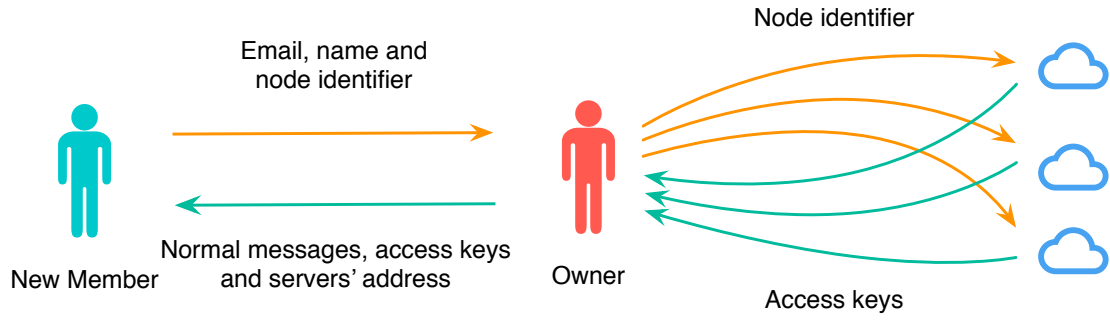 Node identifier
Email, name and
node identifier
Normal messages, access keys
and servers’ address
New Member
Owner
Access keys